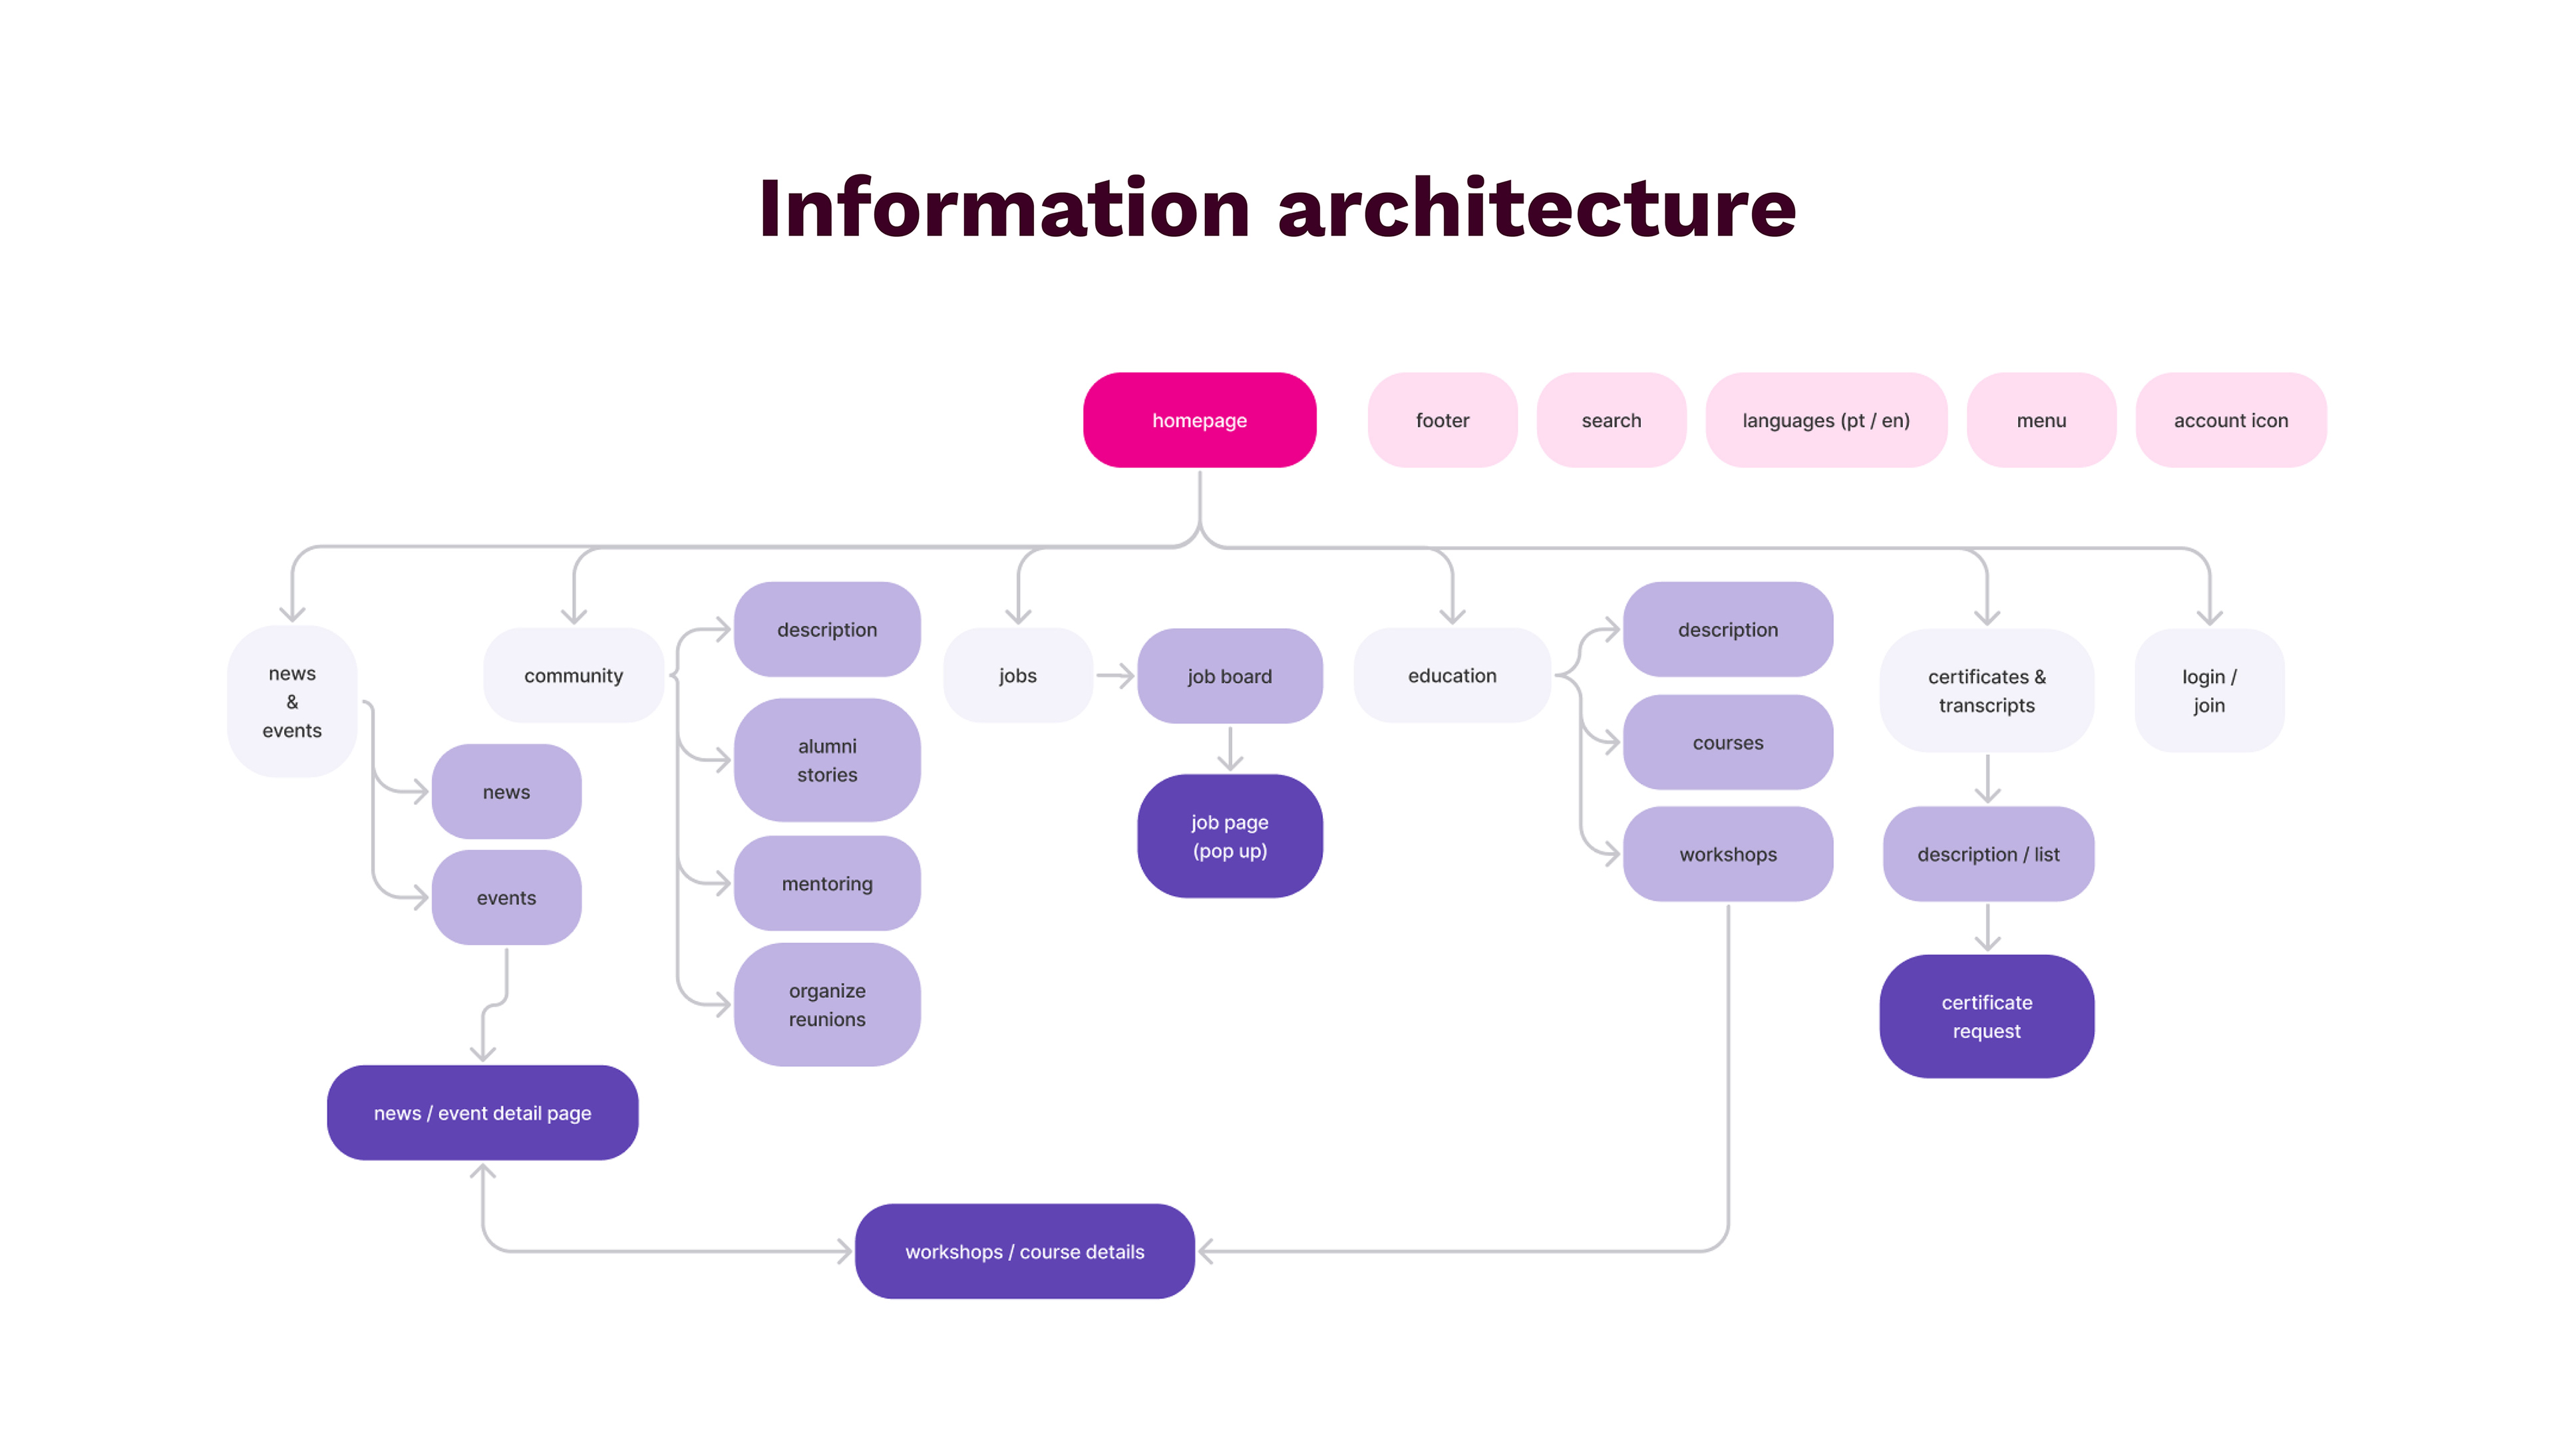 Information architecture
homepage
footer
search
languages (pt / en)
menu
account icon
news
&
events
news
events
news / event detail page
community
description
alumni
stories
mentoring
organize
reunions
jobs
job board
job page
(pop up)
education
description
courses
workshops
workshops / course details
certificates &
transcripts
description / list
certificate
request
login /
join